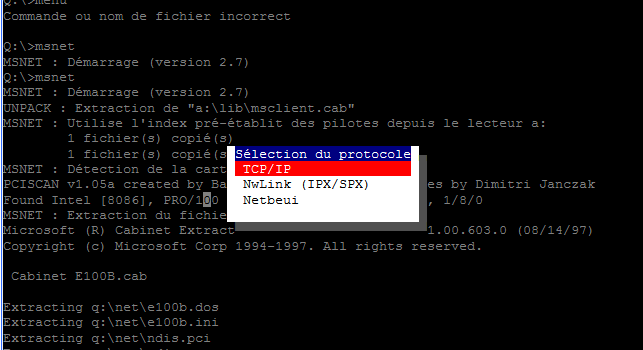 Q:\>menu
Commande ou nom de fichier incorrect
Q:\>msnet
MSNET : Démarrage (version 2.7)
Q:\>msnet
MSNET : Démarrage (version 2.7)
UNPACK : Extraction de "a:\lib\msclient.cab"
MSNET : Utilise l'index pré-établit des pilotes depuis le lecteur a:
1 fichier(s) copié(s)
1 fichier(s) copié(s)
Sélection du protocole
TCP/IP
NwLink (IPX/SPX)
Netbeui
MSNET : Détection de la cart
PCISCAN v1.05a created by Ba es by Dimitri Janczak
Found Intel [8086], PRO/100 , 1/8/0
MSNET : Extraction du fichie
Microsoft (R) Cabinet Extract 1.00.603.0 (08/14/97)
Copyright (c) Microsoft Corp 1994-1997. All rights reserved.
Cabinet E100B.cab
Extracting q:\net\e100b.dos
Extracting q:\net\e100b.ini
Extracting q:\net\ndis.pci